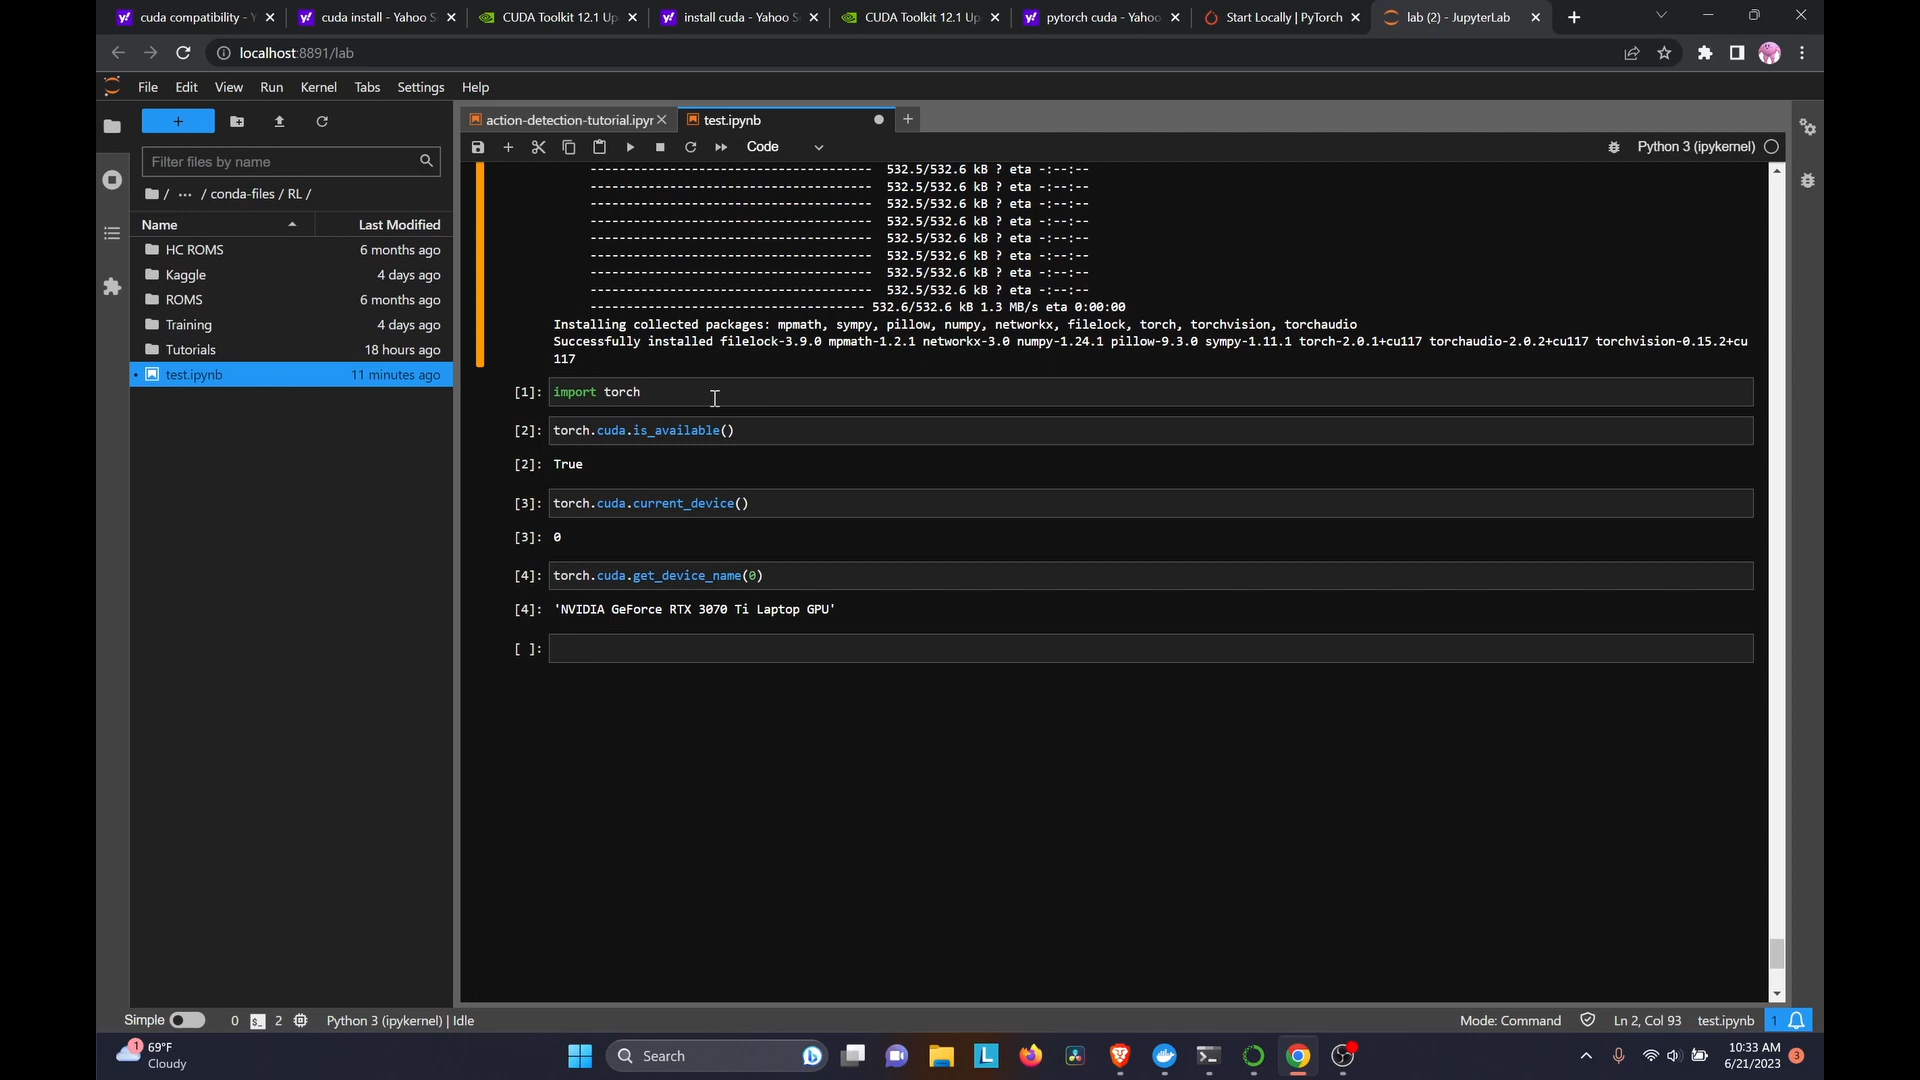 cuda compatibility - Y
cuda install - Yahoo S
CUDA Toolkit 12.1 Up
install cuda - Yahoo S
CUDA Toolkit 12.1 Up
pytorch cuda - Yahoo
Start Locally | PyTorch
lab (2) - JupyterLab
localhost:8891/lab
File Edit View Run Kernel Tabs Settings Help
action-detection-tutorial.ipyr
test.ipynb
Code
Python 3 (ipykernel)
Filter files by name
/ ··· / conda-files / RL /
Name Last Modified
HC ROMS 6 months ago
Kaggle 4 days ago
ROMS 6 months ago
Training 4 days ago
Tutorials 18 hours ago
test.ipynb 11 minutes ago
--------------------------------------- 532.5/532.6 kB ? eta -:--:--
--------------------------------------- 532.5/532.6 kB ? eta -:--:--
--------------------------------------- 532.5/532.6 kB ? eta -:--:--
--------------------------------------- 532.5/532.6 kB ? eta -:--:--
--------------------------------------- 532.5/532.6 kB ? eta -:--:--
--------------------------------------- 532.5/532.6 kB ? eta -:--:--
--------------------------------------- 532.5/532.6 kB ? eta -:--:--
--------------------------------------- 532.5/532.6 kB ? eta -:--:--
-------------------------------------- 532.6/532.6 kB 1.3 MB/s eta 0:00:00
Installing collected packages: mpmath, sympy, pillow, numpy, networkx, filelock, torch, torchvision, torchaudio
Successfully installed filelock-3.9.0 mpmath-1.2.1 networkx-3.0 numpy-1.24.1 pillow-9.3.0 sympy-1.11.1 torch-2.0.1+cu117 torchaudio-2.0.2+cu117 torchvision-0.15.2+cu
117
[1]: import torch
[2]: torch.cuda.is_available()
[2]: True
[3]: torch.cuda.current_device()
[3]: 0
[4]: torch.cuda.get_device_name(0)
[4]: 'NVIDIA GeForce RTX 3070 Ti Laptop GPU'
[ ]:
Simple 0 $_ 2 Python 3 (ipykernel) | Idle
Mode: Command Ln 2, Col 93 test.ipynb 1
1 69°F
Cloudy
Search
L
10:33 AM
6/21/2023
3